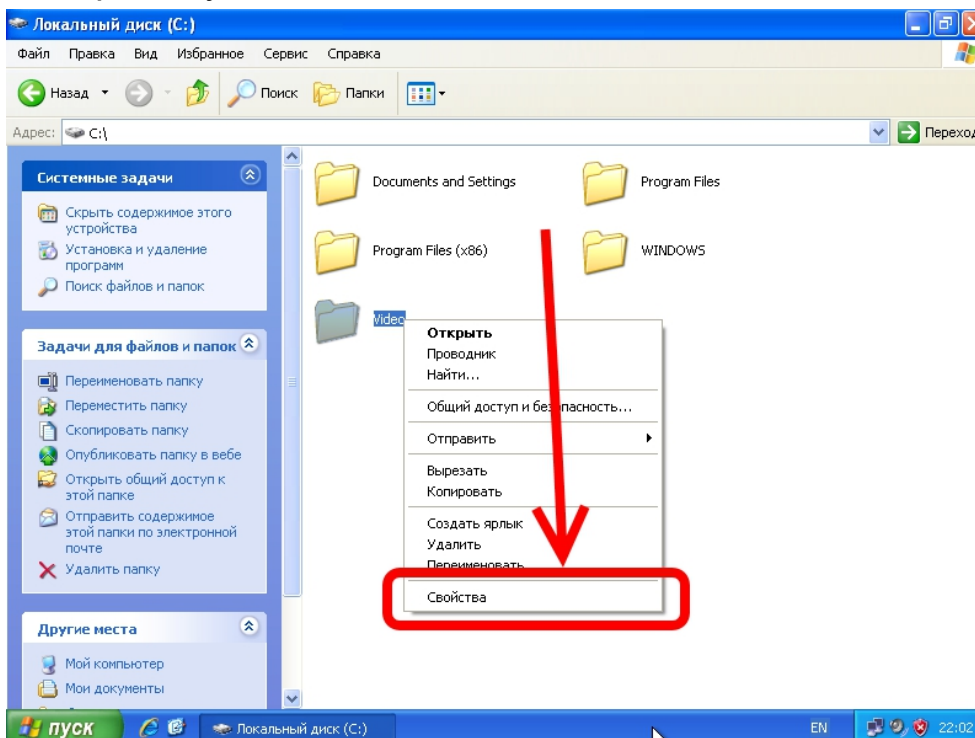 Локальный диск (C:)
Файл Правка Вид Избранное Сервис Справка
Назад Поиск Папки
Адрес: C:\ Переход
Системные задачи
Скрыть содержимое этого
устройства
Установка и удаление
программ
Поиск файлов и папок
Задачи для файлов и папок
Переименовать папку
Переместить папку
Скопировать папку
Опубликовать папку в вебе
Открыть общий доступ к
этой папке
Отправить содержимое
этой папки по электронной
почте
Удалить папку
Другие места
Мой компьютер
Мои документы
Documents and Settings
Program Files
Program Files (x86)
WINDOWS
Video
Открыть
Проводник
Найти...
Общий доступ и безопасность...
Отправить
Вырезать
Копировать
Создать ярлык
Удалить
Переименовать
Свойства
пуск Локальный диск (C:) EN 22:02